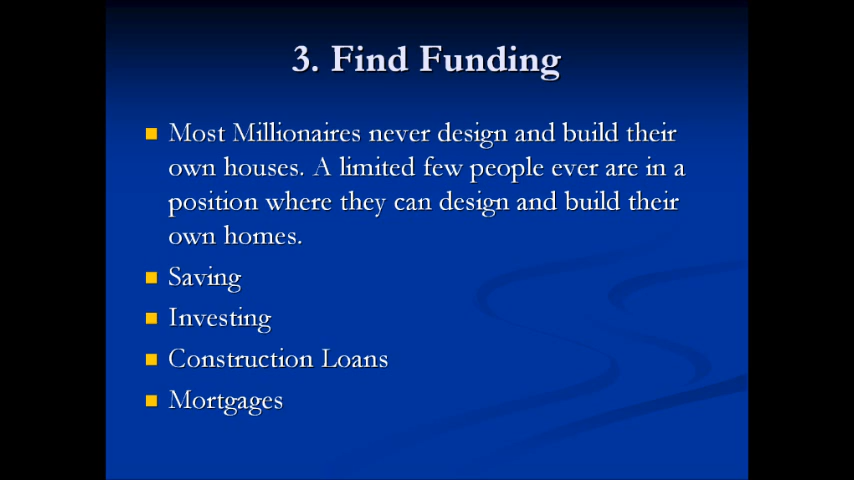 3. Find Funding
Most Millionaires never design and build their
own houses. A limited few people ever are in a
position where they can design and build their
own homes.
Saving
Investing
Construction Loans
Mortgages